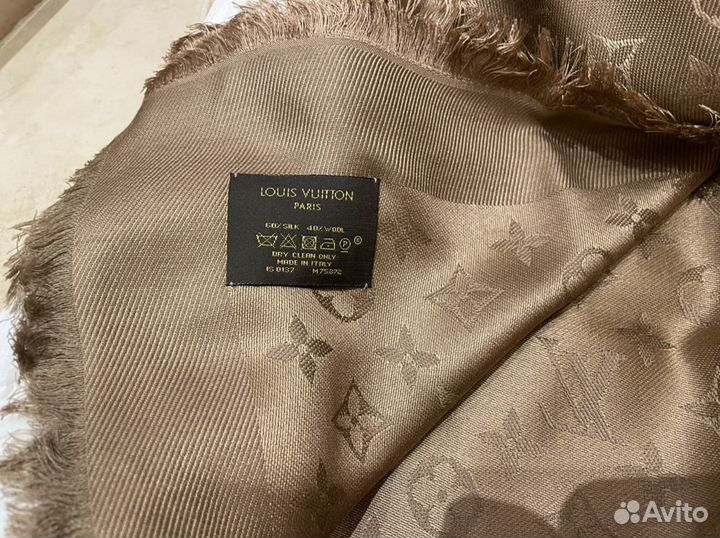 LOUIS VUITTON
PARIS
60% SILK 40% WOOL
P
DRY CLEAN ONLY
MADE IN ITALY
IS 0137 M75872
Avito